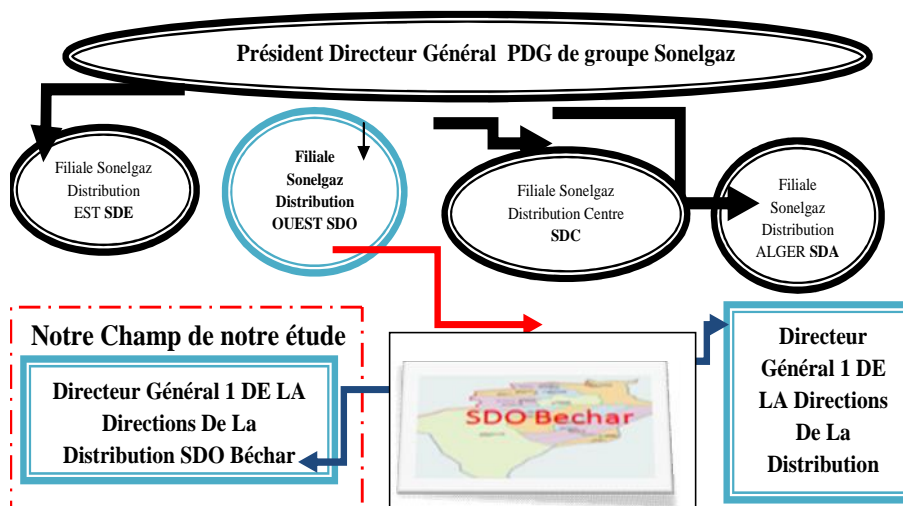 Président Directeur Général PDG de groupe Sonelgaz
Filiale Sonelgaz
Distribution
EST SDE
Filiale
Sonelgaz
Distribution
OUEST SDO
Filiale Sonelgaz
Distribution Centre
SDC
Filiale
Sonelgaz
Distribution
ALGER SDA
Notre Champ de notre étude
Directeur Général 1 DE LA
Directions De La
Distribution SDO Béchar
SDO Bechar
Directeur
Général 1 DE
LA Directions
De La
Distribution